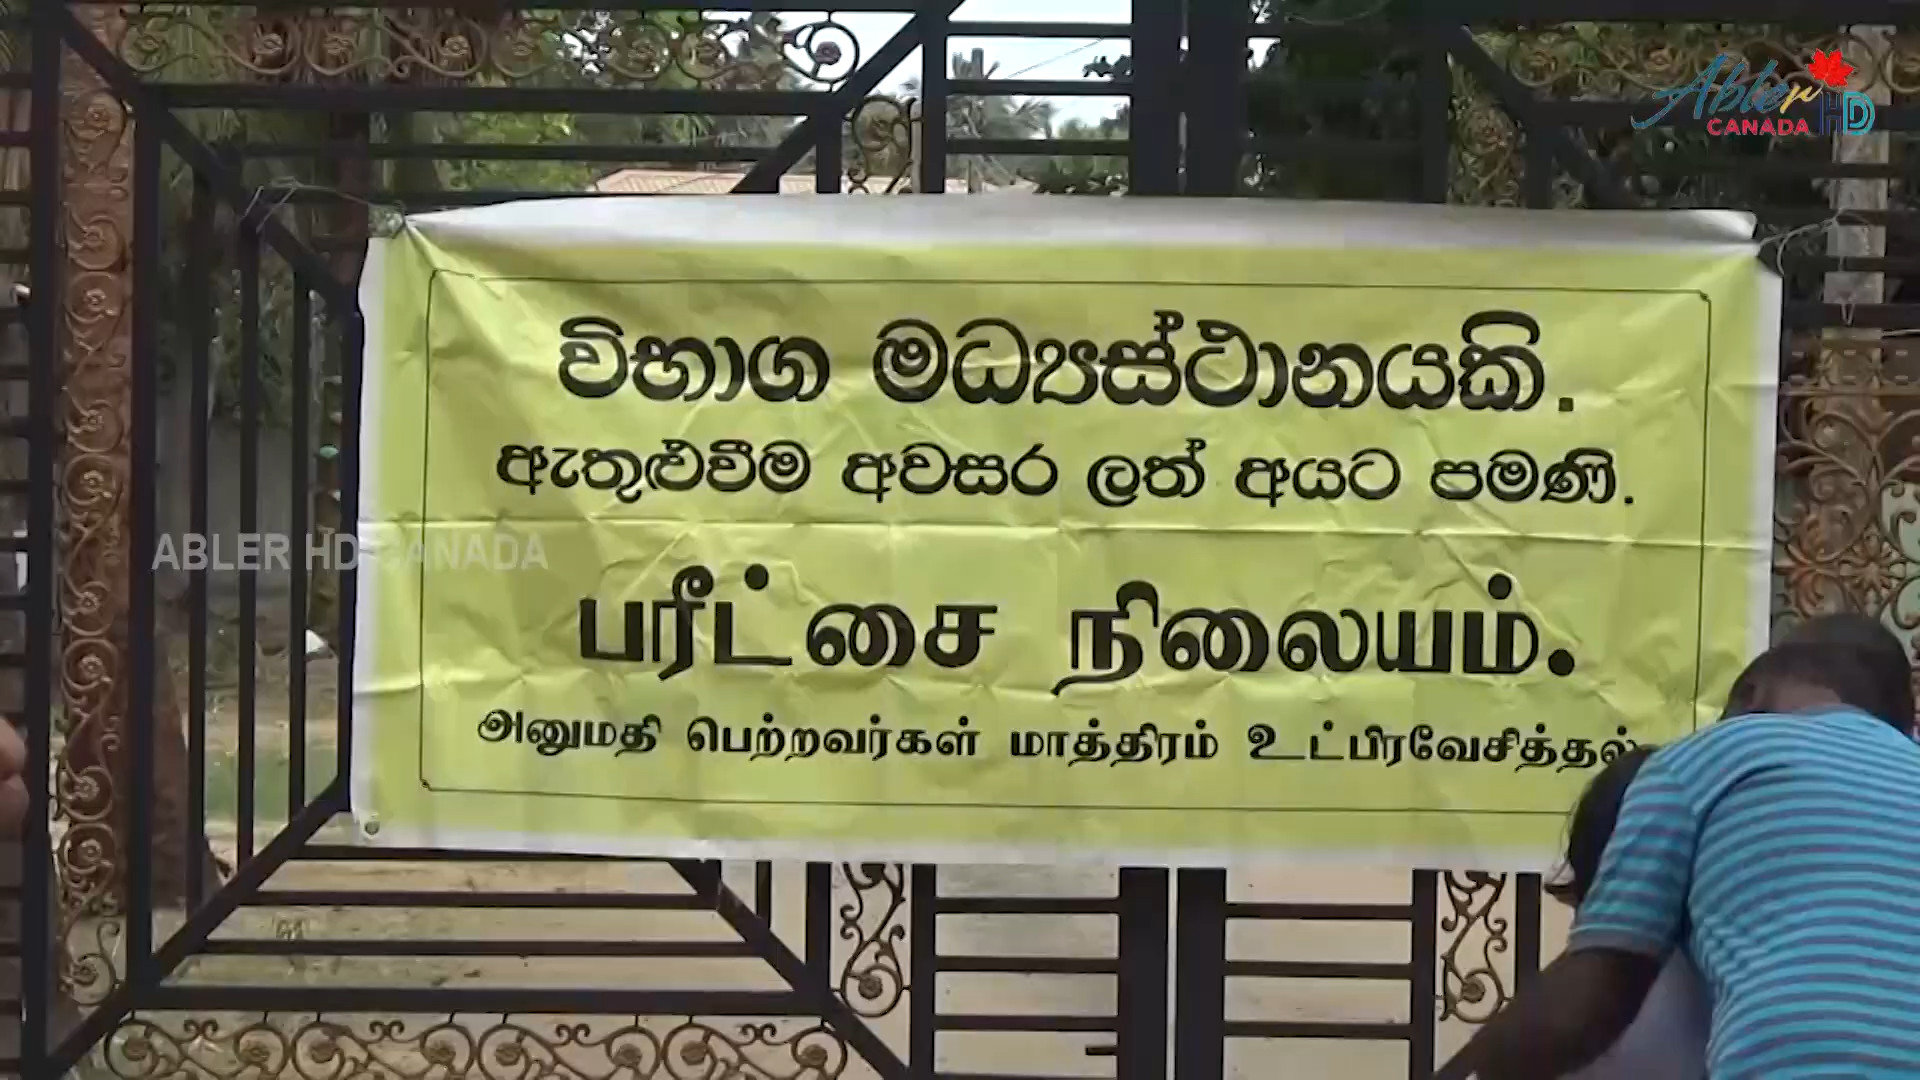 Abler
CANADA HD
විභාග මධ්‍යස්ථානයකි.
ඇතුළුවීම අවසර ලත් අයට පමණි.
ABLER HD CANADA
பரீட்சை நிலையம்.
அனுமதி பெற்றவர்கள் மாத்திரம் உட்பிரவேசித்தல்